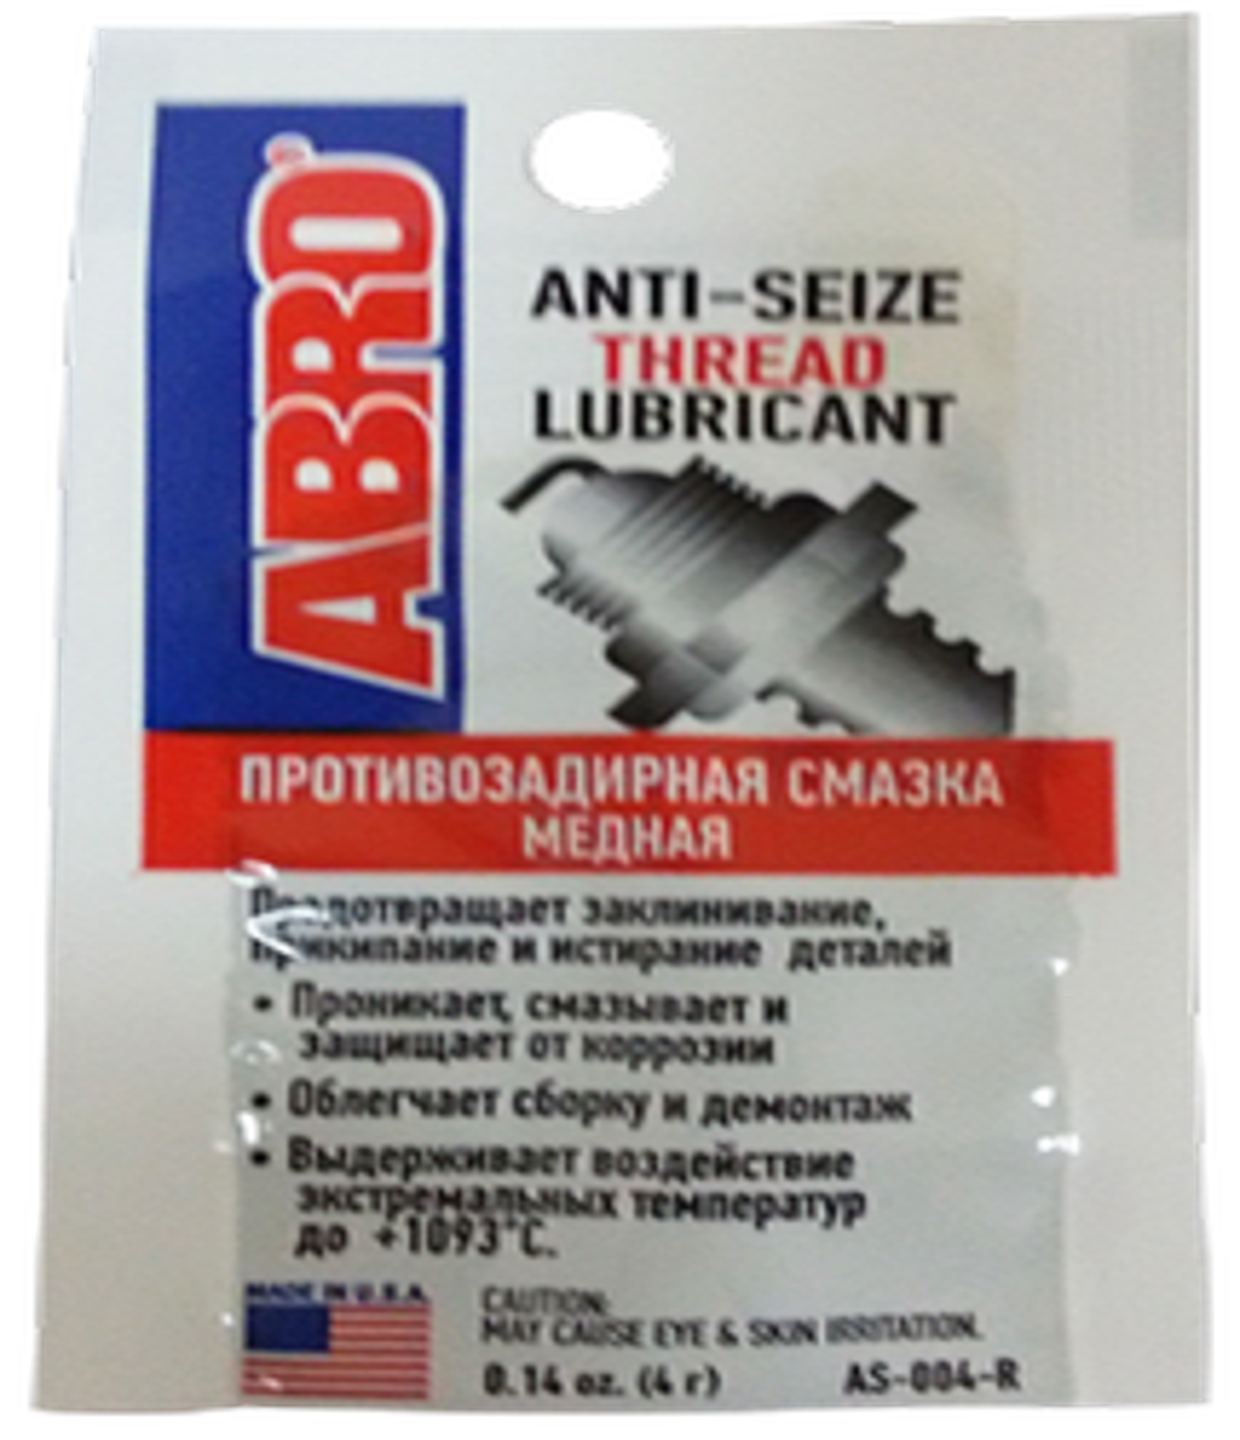 ABRO®
ANTI-SEIZE
THREAD
LUBRICANT
ПРОТИВОЗАДИРНАЯ СМАЗКА
МЕДНАЯ
Предотвращает заклинивание,
прикипание и истирание деталей
• Проникает, смазывает и
защищает от коррозии
• Облегчает сборку и демонтаж
• Выдерживает воздействие
экстремальных температур
до +1093°С.
MADE IN U.S.A.
CAUTION:
MAY CAUSE EYE & SKIN IRRITATION.
0.14 oz. (4 г) AS-004-R